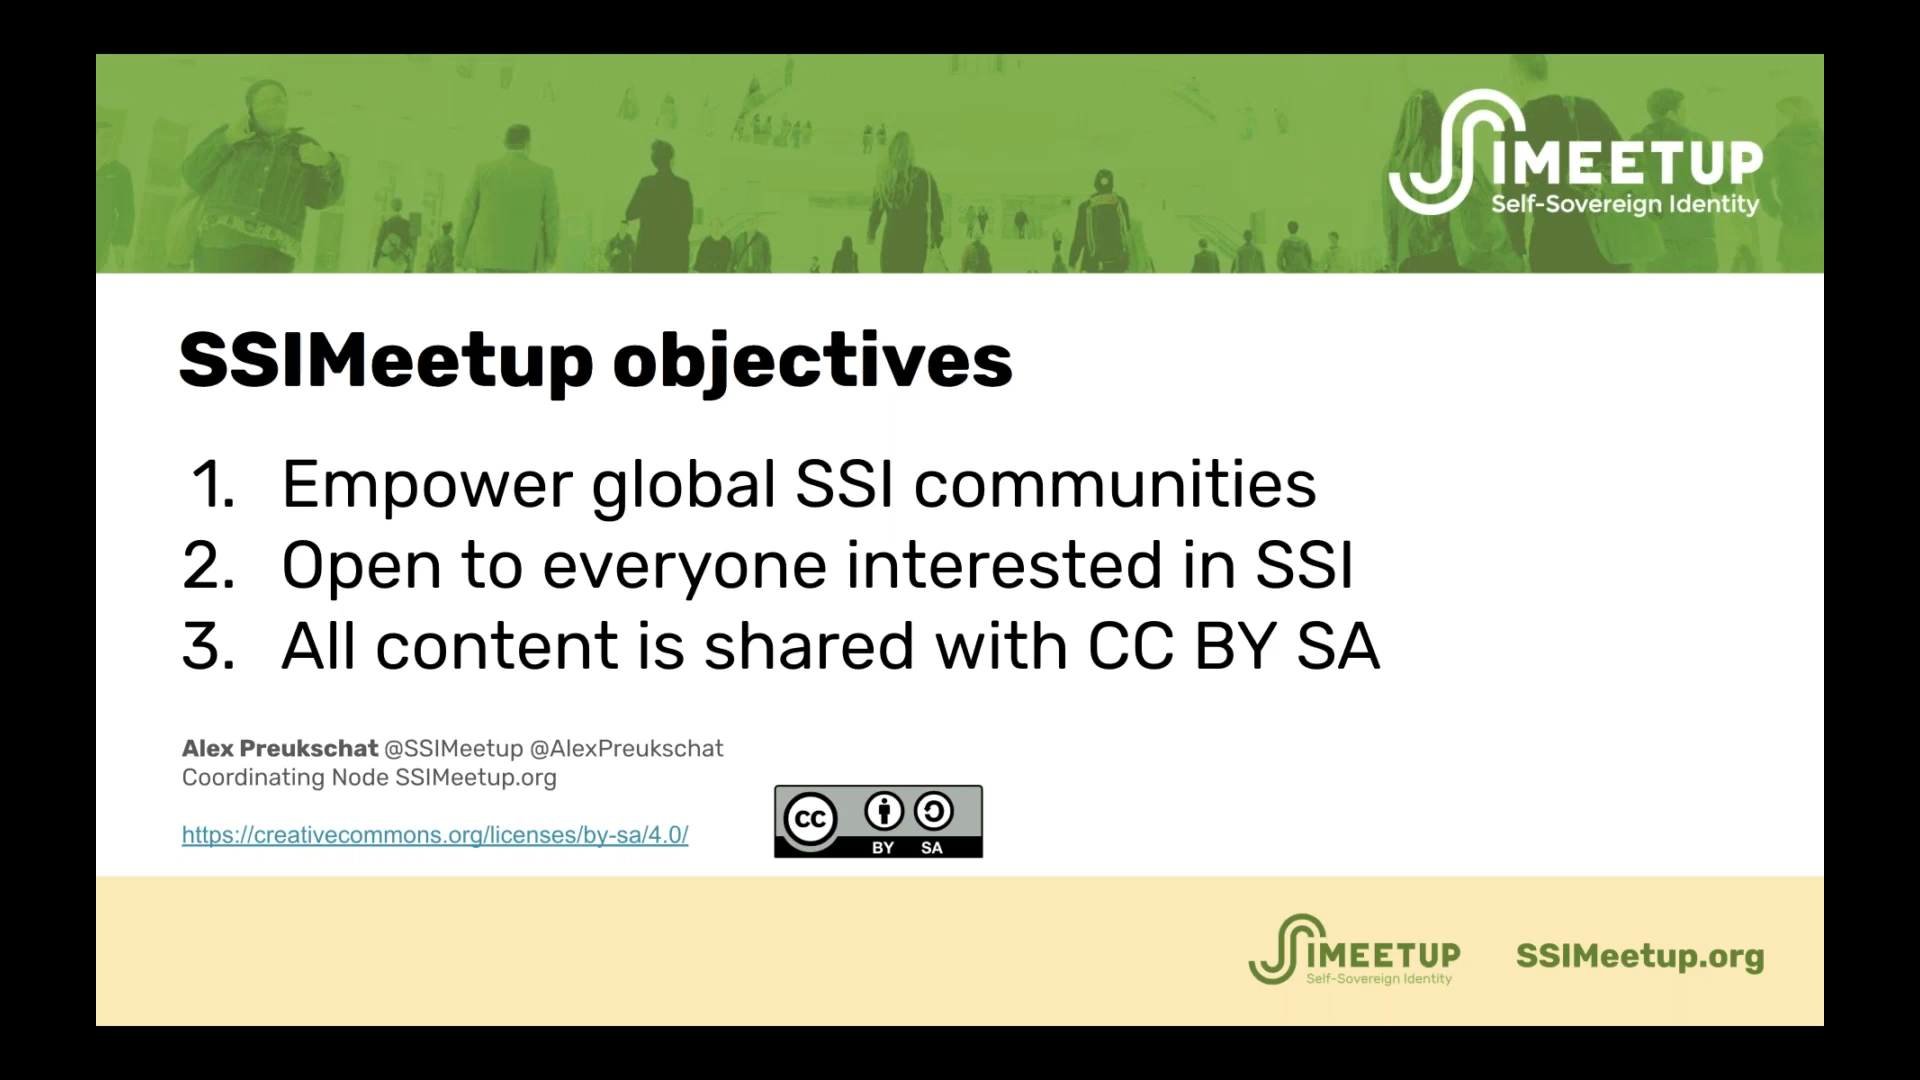 SSIMEETUP
Self-Sovereign Identity
SSIMeetup objectives
1. Empower global SSI communities
2. Open to everyone interested in SSI
3. All content is shared with CC BY SA
Alex Preukschat @SSIMeetup @AlexPreukschat
Coordinating Node SSIMeetup.org
https://creativecommons.org/licenses/by-sa/4.0/
CC
BY SA
SSIMEETUP
Self-Sovereign Identity
SSIMeetup.org